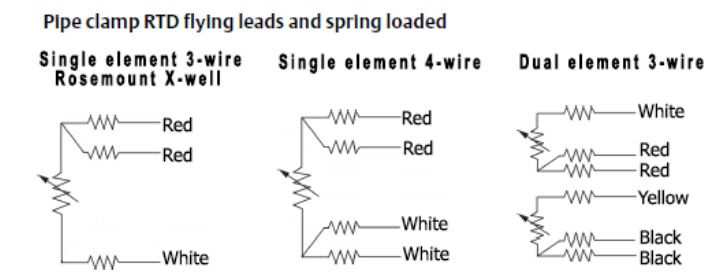 Pipe clamp RTD flying leads and spring loaded
Single element 3-wire
Rosemount X-well
Red
Red
White
Single element 4-wire
Red
Red
White
White
Dual element 3-wire
White
Red
Red
Yellow
Black
Black